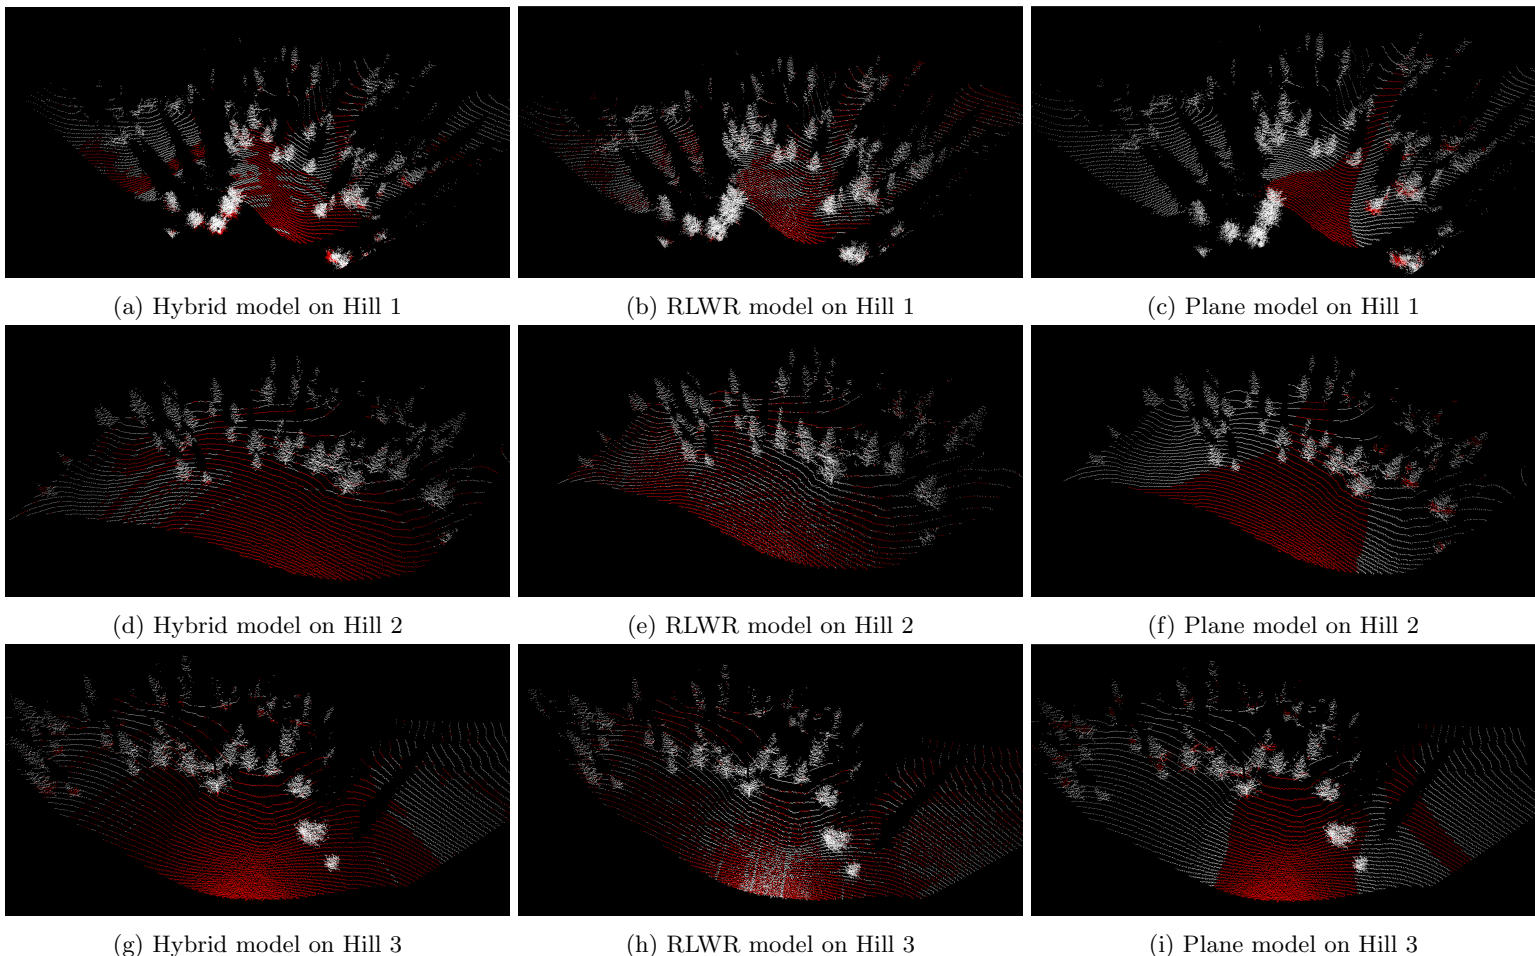 (a) Hybrid model on Hill 1
(b) RLWR model on Hill 1
(c) Plane model on Hill 1
(d) Hybrid model on Hill 2
(e) RLWR model on Hill 2
(f) Plane model on Hill 2
(g) Hybrid model on Hill 3
(h) RLWR model on Hill 3
(i) Plane model on Hill 3